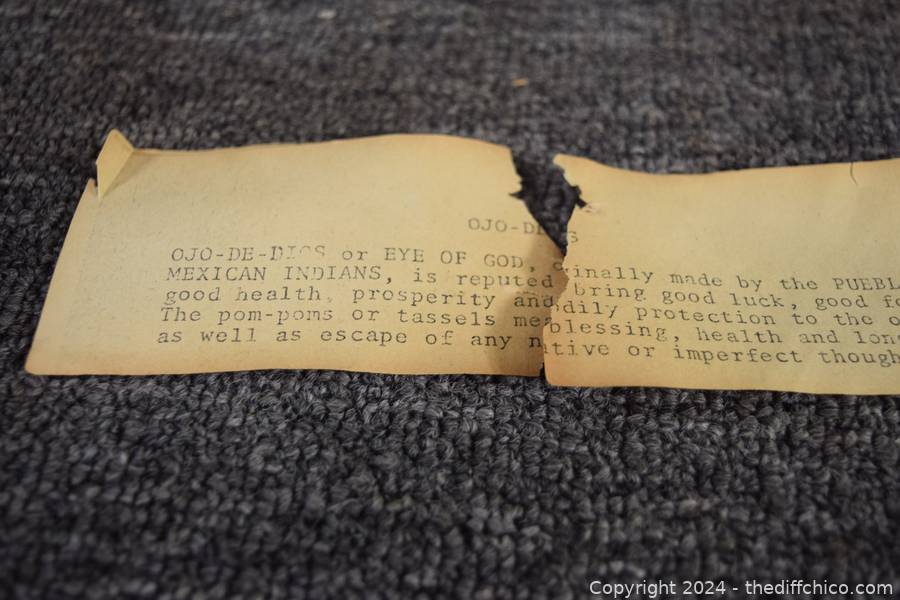 OJO-DE-DIOS
OJO-DE-DIOS or EYE OF GOD, inally made by the PUEBL
MEXICAN INDIANS, is reputed bring good luck, good fo
good health, prosperity and dily protection to the o
The pom-poms or tassels mea blessing, health and lon
as well as escape of any n tive or imperfect though
Copyright 2024 - thediffchico.com